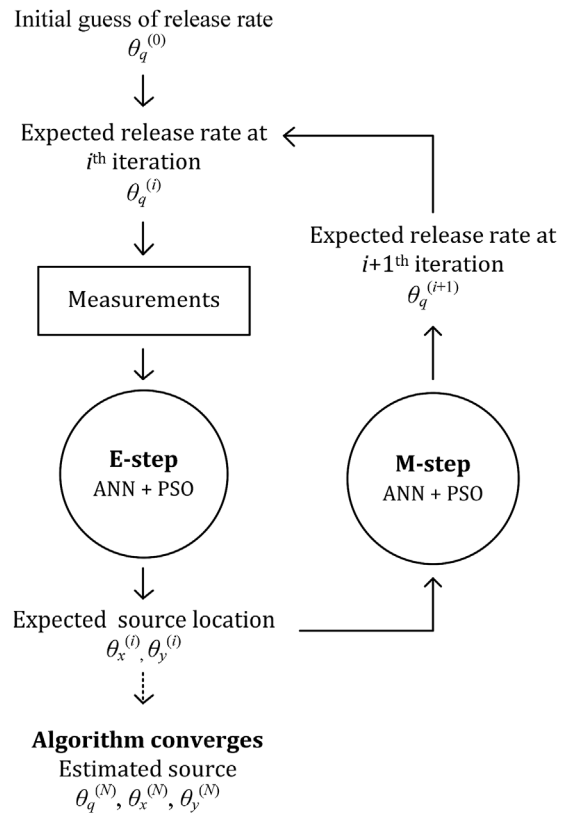 Initial guess of release rate
θq(0)
Expected release rate at
ith iteration
θq(i)
Measurements
E-step
ANN + PSO
Expected source location
θx(i), θy(i)
Algorithm converges
Estimated source
θq(N), θx(N), θy(N)
M-step
ANN + PSO
Expected release rate at
i+1th iteration
θq(i+1)